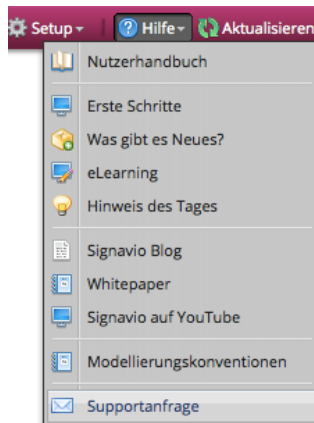 Setup Hilfe Aktualisieren
Nutzerhandbuch
Erste Schritte
Was gibt es Neues?
eLearning
Hinweis des Tages
Signavio Blog
Whitepaper
Signavio auf YouTube
Modellierungskonventionen
Supportanfrage